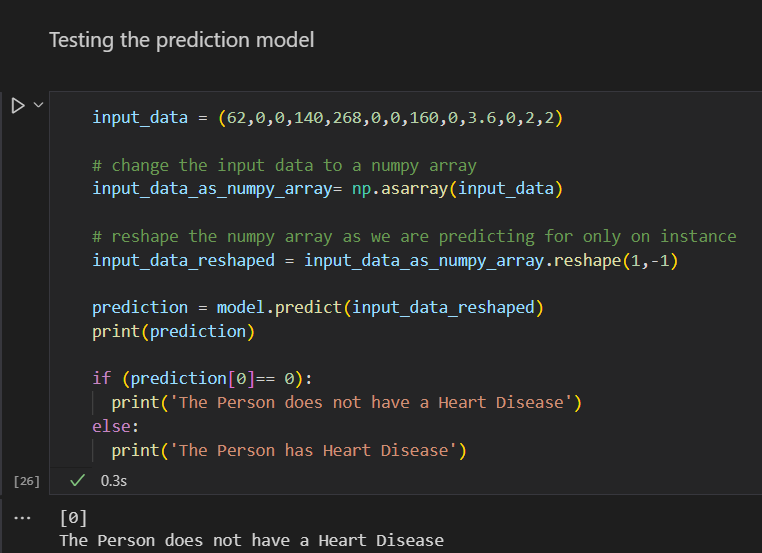 Testing the prediction model
input_data = (62,0,0,140,268,0,0,160,0,3.6,0,2,2)
# change the input data to a numpy array
input_data_as_numpy_array= np.asarray(input_data)
# reshape the numpy array as we are predicting for only on instance
input_data_reshaped = input_data_as_numpy_array.reshape(1,-1)
prediction = model.predict(input_data_reshaped)
print(prediction)
if (prediction[0]== 0):
  print('The Person does not have a Heart Disease')
else:
  print('The Person has Heart Disease')
[26] ✓ 0.3s
... [0]
The Person does not have a Heart Disease